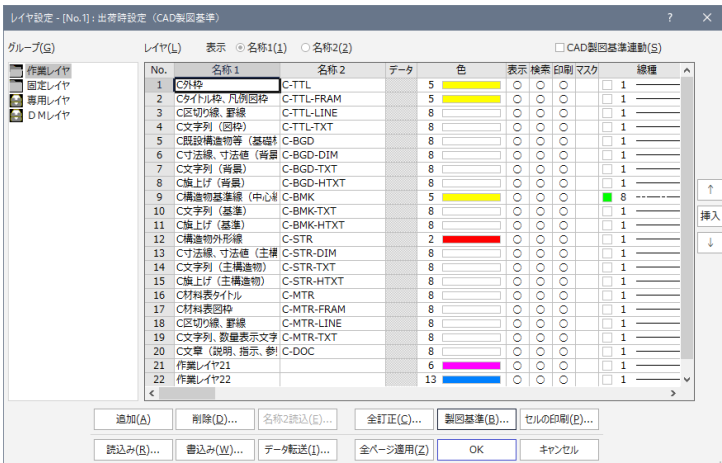 レイヤ設定 - [No.1] : 出荷時設定（CAD製図基準） ? ×
グループ(G) レイヤ(L) 表示 名称1(1) 名称2(2) CAD製図基準連動(S)
作業レイヤ
固定レイヤ
専用レイヤ
DMレイヤ
No. 名称1 名称2 データ 色 表示 検索 印刷 マスク 線種
1 C外枠 C-TTL 5 ○ ○ ○ 1
2 Cタイトル枠、凡例図枠 C-TTL-FRAM 5 ○ ○ ○ 1
3 C区切り線、罫線 C-TTL-LINE 8 ○ ○ ○ 1
4 C文字列（図枠） C-TTL-TXT 8 ○ ○ ○ 1
5 C既設構造物等（基礎 C-BGD 8 ○ ○ ○ 1
6 C寸法線、寸法値（背景 C-BGD-DIM 8 ○ ○ ○ 1
7 C文字列（背景） C-BGD-TXT 8 ○ ○ ○ 1
8 C旗上げ（背景） C-BGD-HTXT 8 ○ ○ ○ 1
9 C構造物基準線（中心 C-BMK 5 ○ ○ ○ 8
10 C文字列（基準） C-BMK-TXT 8 ○ ○ ○ 1
11 C旗上げ（基準） C-BMK-HTXT 8 ○ ○ ○ 1
12 C構造物外形線 C-STR 2 ○ ○ ○ 1
13 C寸法線、寸法値（主構 C-STR-DIM 8 ○ ○ ○ 1
14 C文字列（主構造物） C-STR-TXT 8 ○ ○ ○ 1
15 C旗上げ（主構造物） C-STR-HTXT 8 ○ ○ ○ 1
16 C材料表タイトル C-MTR 8 ○ ○ ○ 1
17 C材料表図枠 C-MTR-FRAM 8 ○ ○ ○ 1
18 C区切り線、罫線 C-MTR-LINE 8 ○ ○ ○ 1
19 C文字列、数量表示文字 C-MTR-TXT 8 ○ ○ ○ 1
20 C文章（説明、指示、参 C-DOC 8 ○ ○ ○ 1
21 作業レイヤ21 6 ○ ○ ○ 1
22 作業レイヤ22 13 ○ ○ ○ 1
↑
挿入
↓
追加(A) 削除(D)... 名称2読込(E)... 全訂正(C)... 製図基準(B)... セルの印刷(P)...
読込み(R)... 書込み(W)... データ転送(I)... 全ページ適用(Z) OK キャンセル